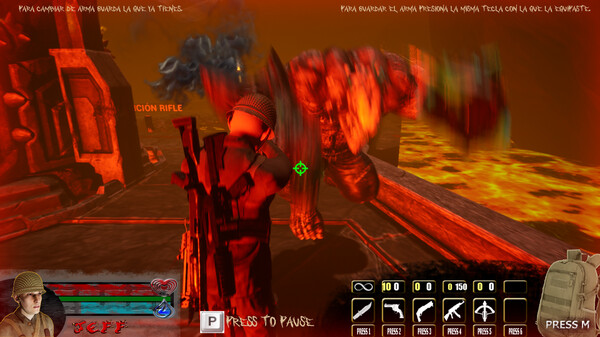 PARA CAMBIAR DE ARMA GUARDA LA QUE YA TIENES.
PARA GUARDAR EL ARMA PRESIONA LA MISMA TECLA CON LA QUE LA EQUIPASTE.
ICION RIFLE
10 0
0 0
0 150
0 0
PRESS 1
PRESS 2
PRESS 3
PRESS 4
PRESS 5
PRESS 6
JEFF
P PRESS TO PAUSE
PRESS M